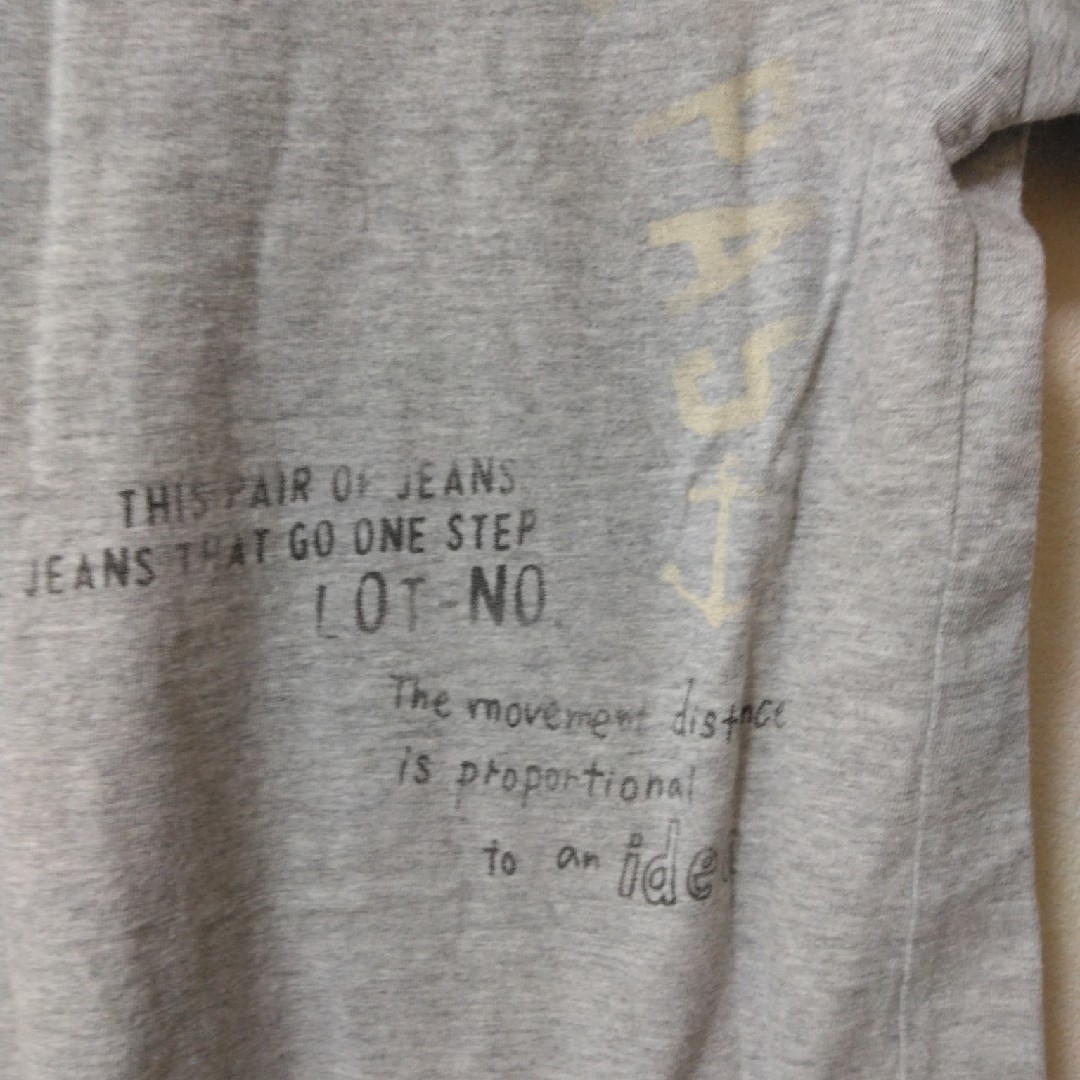 PAST
THIS PAIR OF JEANS
JEANS THAT GO ONE STEP
LOT-NO.
The movement distnce
is proportional
to an idea